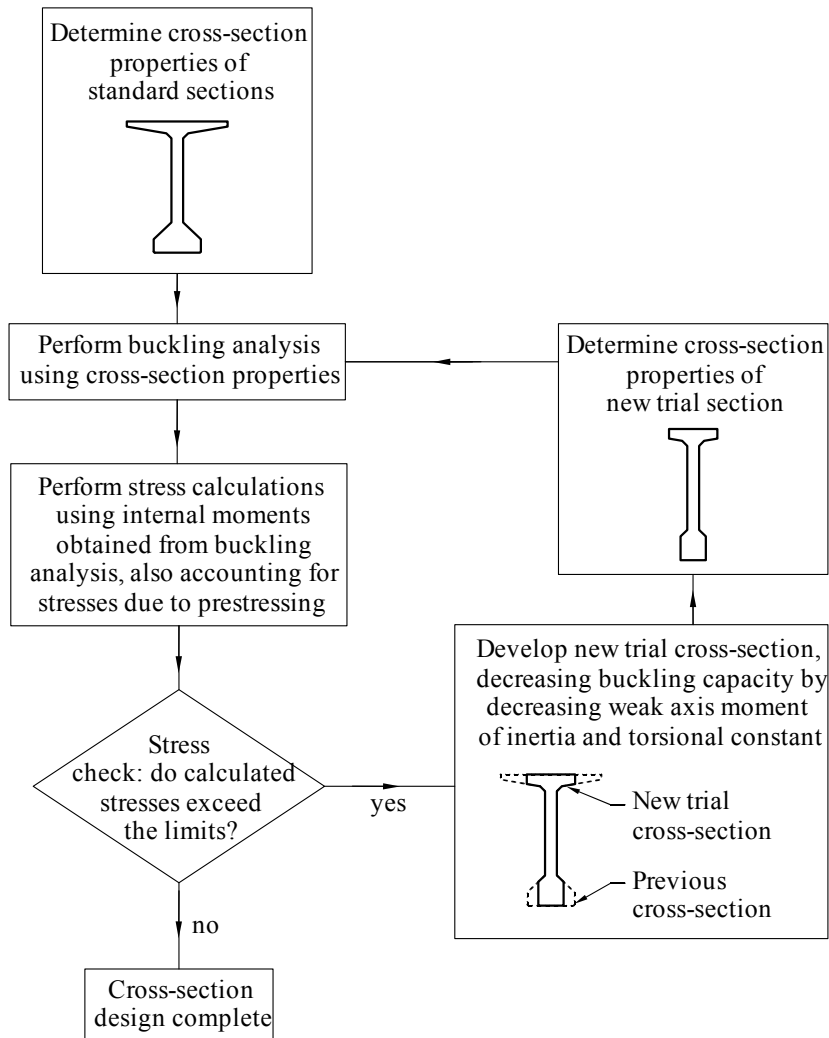 Determine cross-section
properties of
standard sections
Perform buckling analysis
using cross-section properties
Perform stress calculations
using internal moments
obtained from buckling
analysis, also accounting for
stresses due to prestressing
Stress
check: do calculated
stresses exceed
the limits?
yes
no
Cross-section
design complete
Develop new trial cross-section,
decreasing buckling capacity by
decreasing weak axis moment
of inertia and torsional constant
New trial
cross-section
Previous
cross-section
Determine cross-section
properties of
new trial section